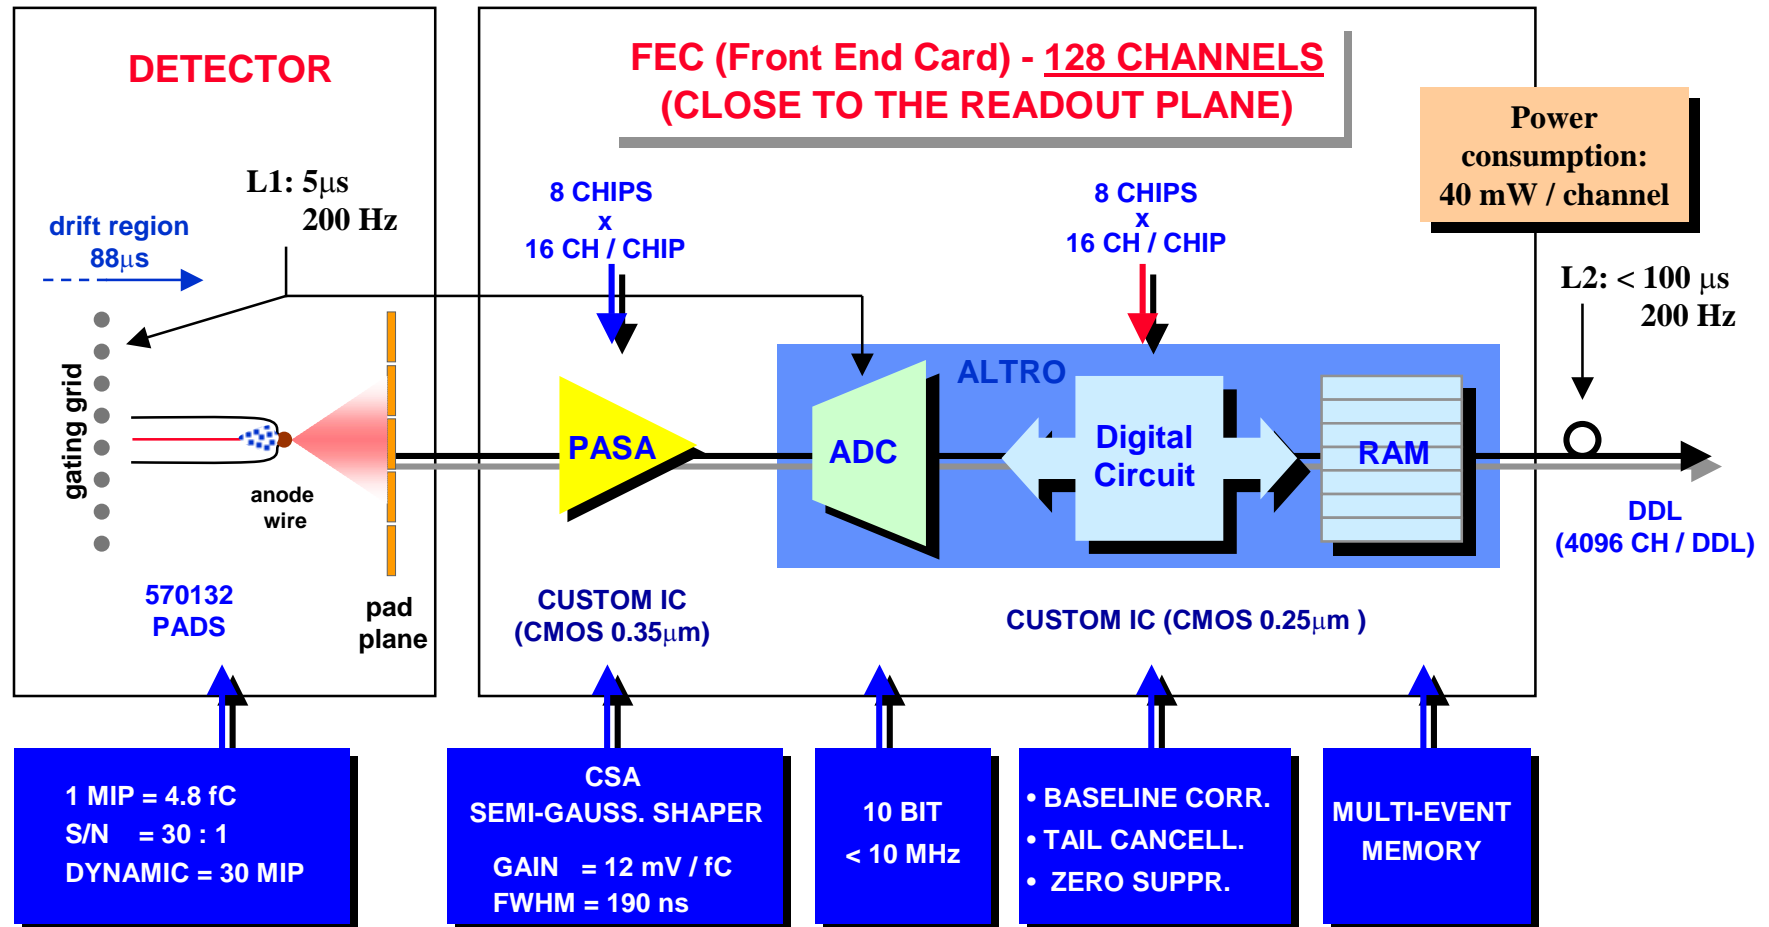 DETECTOR
L1: 5μs
200 Hz
drift region
88μs
gating grid
anode
wire
570132
PADS
pad
plane
FEC (Front End Card) - 128 CHANNELS
(CLOSE TO THE READOUT PLANE)
Power
consumption:
40 mW / channel
8 CHIPS
x
16 CH / CHIP
8 CHIPS
x
16 CH / CHIP
L2: < 100 μs
200 Hz
PASA
ALTRO
ADC
Digital
Circuit
RAM
DDL
(4096 CH / DDL)
CUSTOM IC
(CMOS 0.35μm)
CUSTOM IC (CMOS 0.25μm )
1 MIP = 4.8 fC
S/N = 30 : 1
DYNAMIC = 30 MIP
CSA
SEMI-GAUSS. SHAPER
GAIN = 12 mV / fC
FWHM = 190 ns
10 BIT
< 10 MHz
• BASELINE CORR.
• TAIL CANCELL.
• ZERO SUPPR.
MULTI-EVENT
MEMORY